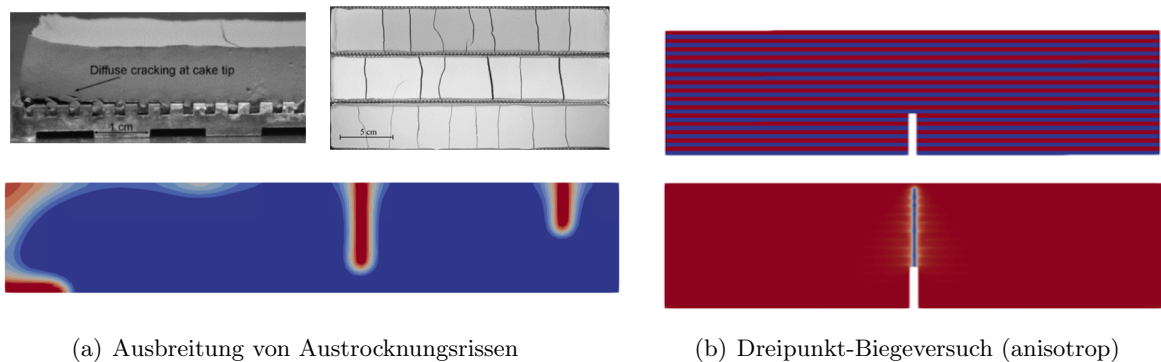 Diffuse cracking at cake tip
1 cm
5 cm
(a) Ausbreitung von Austrocknungsrissen
(b) Dreipunkt-Biegeversuch (anisotrop)